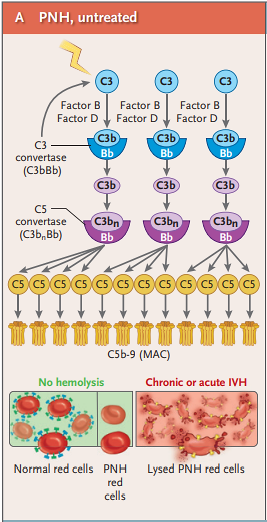 A PNH, untreated
C3 C3 C3
Factor B Factor B Factor B
Factor D Factor D Factor D
C3 convertase (C3bBb)
C3b C3b C3b
Bb Bb Bb
C3b C3b C3b
C5 convertase (C3bnBb)
C3bn C3bn C3bn
Bb Bb Bb
C5 C5 C5 C5 C5 C5 C5 C5 C5 C5 C5 C5 C5
C5b-9 (MAC)
No hemolysis
Chronic or acute IVH
Normal red cells
PNH
red
cells
Lysed PNH red cells